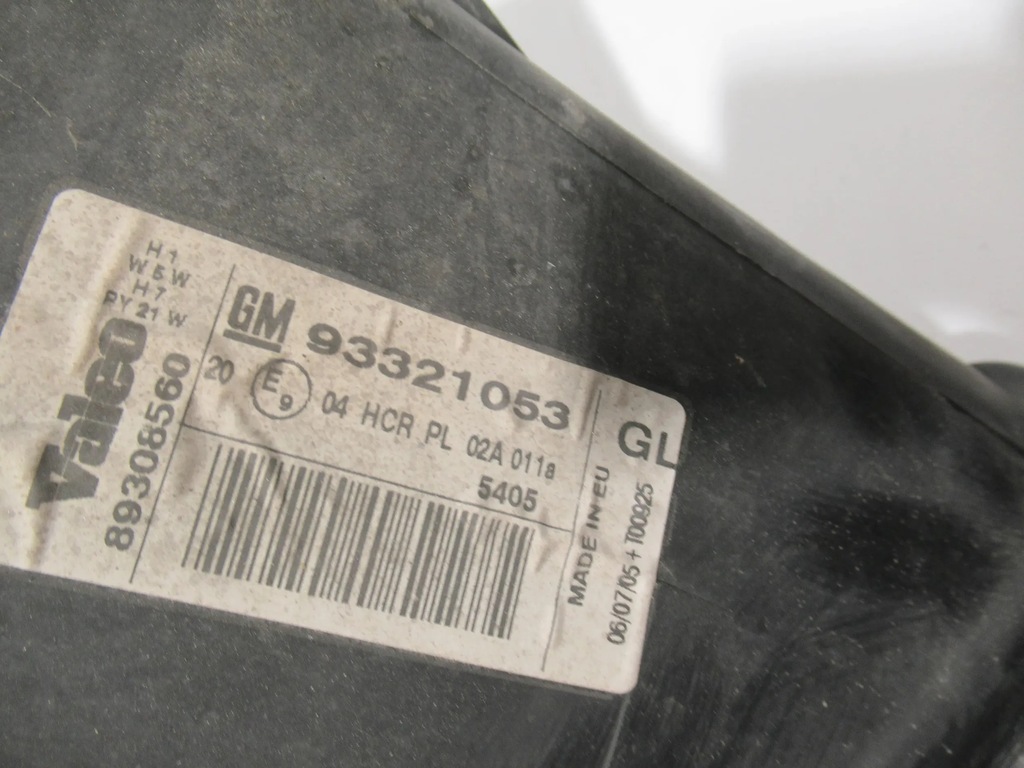 H1
W5W
H7
PY21W
Valeo
89308560
GM 93321053
20 E9 04 HCR PL 02A 011a
5405
GL
MADE IN EU
06/07/05 + T00925